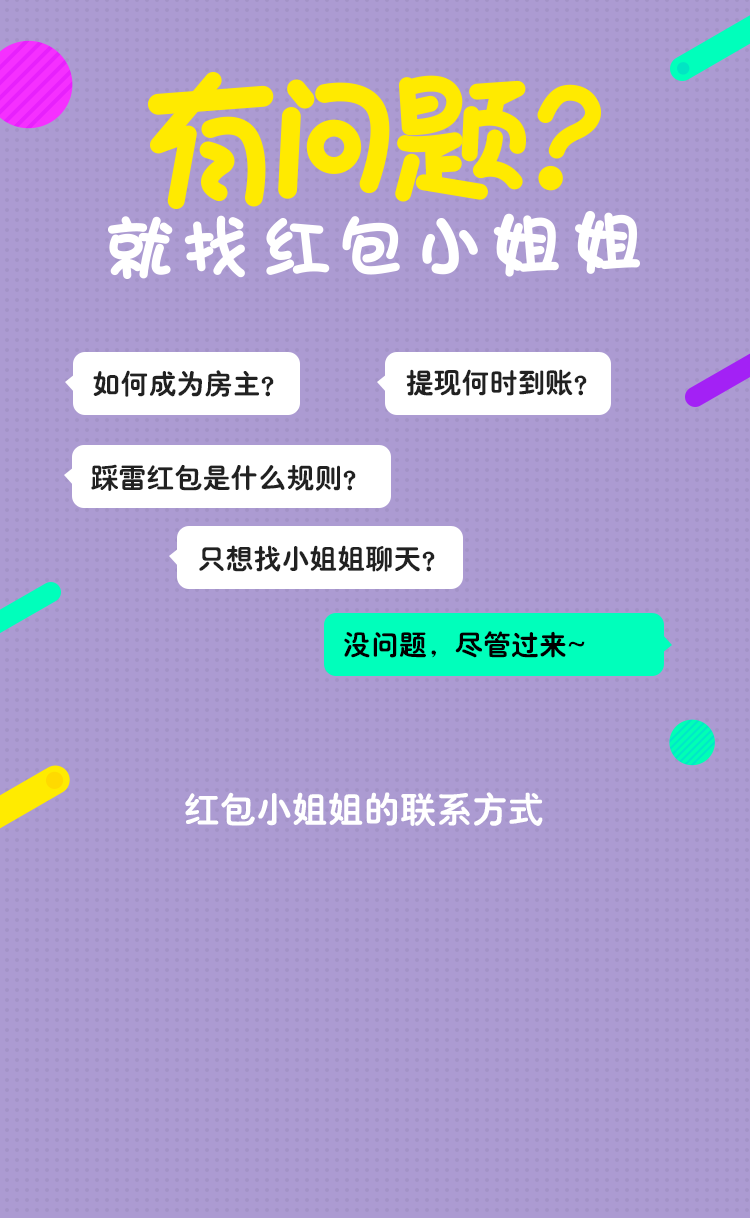 有问题?
就找红包小姐姐
如何成为房主?
提现何时到账?
踩雷红包是什么规则?
只想找小姐姐聊天?
没问题，尽管过来~
红包小姐姐的联系方式